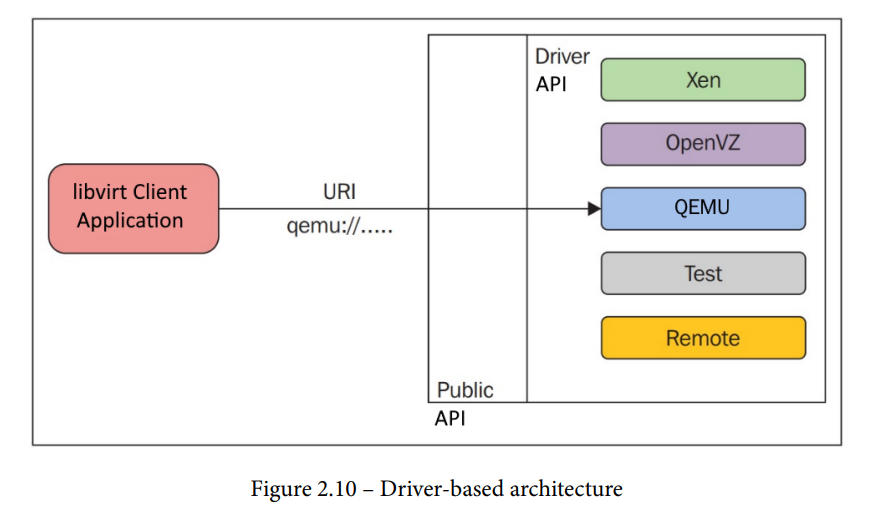 libvirt Client
Application
URI
qemu://.....
Public
API
Driver
API
Xen
OpenVZ
QEMU
Test
Remote
Figure 2.10 – Driver-based architecture